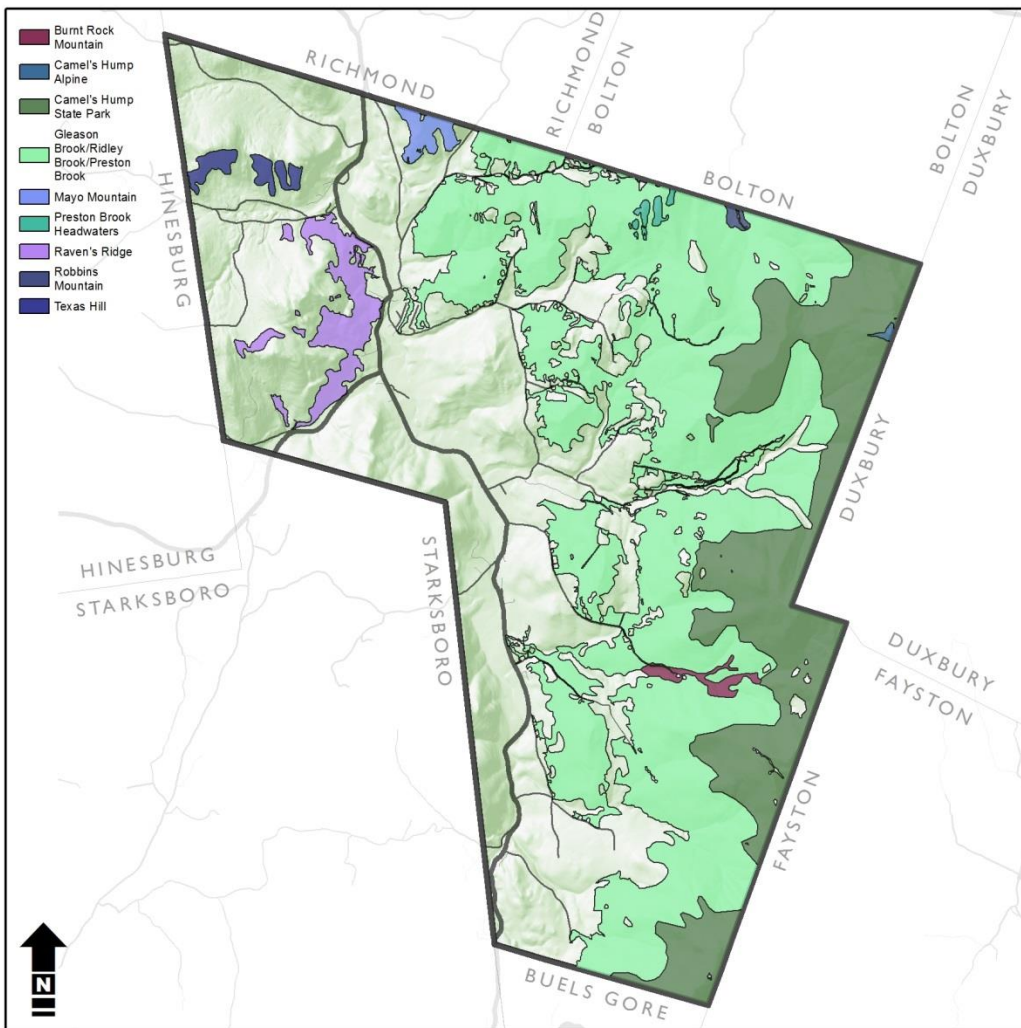 Burnt Rock
Mountain
Camel's Hump
Alpine
Camel's Hump
State Park
Gleason
Brook/Ridley
Brook/Preston
Brook
Mayo Mountain
Preston Brook
Headwaters
Raven's Ridge
Robbins
Mountain
Texas Hill
RICHMOND
RICHMOND
BOLTON
BOLTON
BOLTON
DUXBURY
HINESBURG
DUXBURY
HINESBURG
STARKSBORO
STARKSBORO
DUXBURY
FAYSTON
FAYSTON
BUELS GORE
N